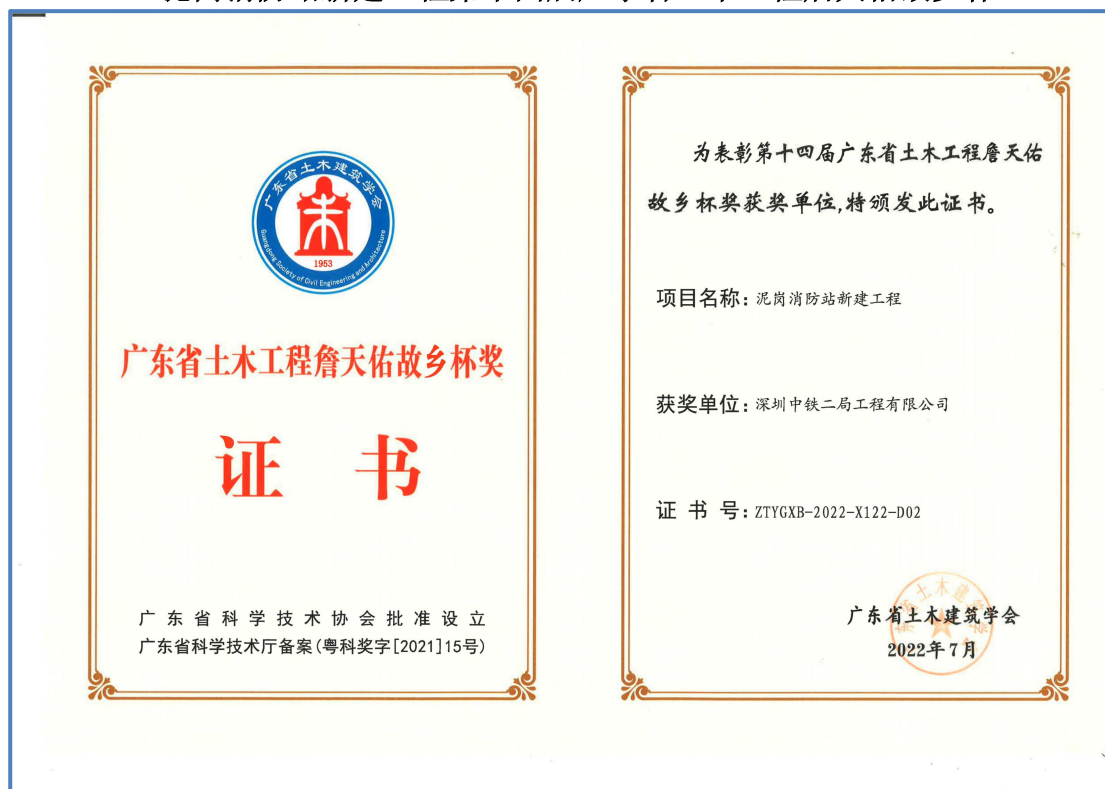 广东省土木建筑学会
1953
Guangdong Society of Civil Engineering and Architecture
广东省土木工程詹天佑故乡杯奖
证 书
广东省科学技术协会批准设立
广东省科学技术厅备案(粤科奖字[2021]15号)
为表彰第十四届广东省土木工程詹天佑
故乡杯奖获奖单位,特颁发此证书。
项目名称: 泥岗消防站新建工程
获奖单位: 深圳中铁二局工程有限公司
证 书 号: ZTYGXB-2022-X122-D02
广东省土木建筑学会
2022年7月